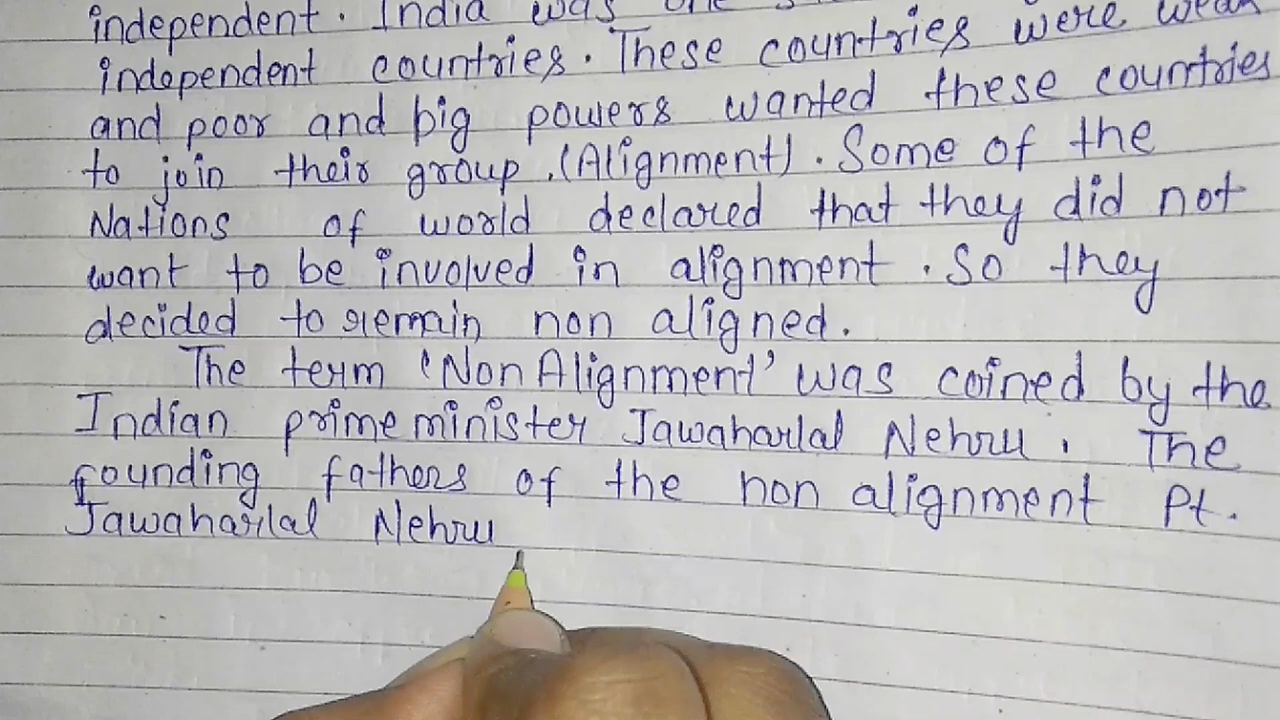 independent. India was one
independent countries. These countries were weak
and poor and big powers wanted these countries
to join their group.(Alignment). Some of the
Nations of world declared that they did not
want to be involved in alignment. So they
decided to remain non aligned.
The term 'Non Alignment' was coined by the
Indian prime minister Jawaharlal Nehru. The
founding fathers of the non alignment Pt.
Jawaharlal Nehru